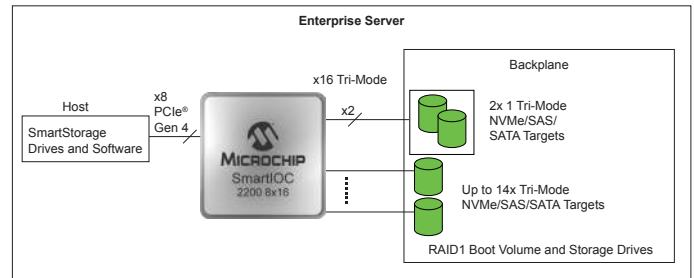 Enterprise Server
x16 Tri-Mode
Backplane
x8
PCIe®
Gen 4
Host
SmartStorage
Drives and Software
MICROCHIP
SmartIOC
2200 8x16
x2
2x 1 Tri-Mode
NVMe/SAS/
SATA Targets
Up to 14x Tri-Mode
NVMe/SAS/SATA Targets
RAID1 Boot Volume and Storage Drives